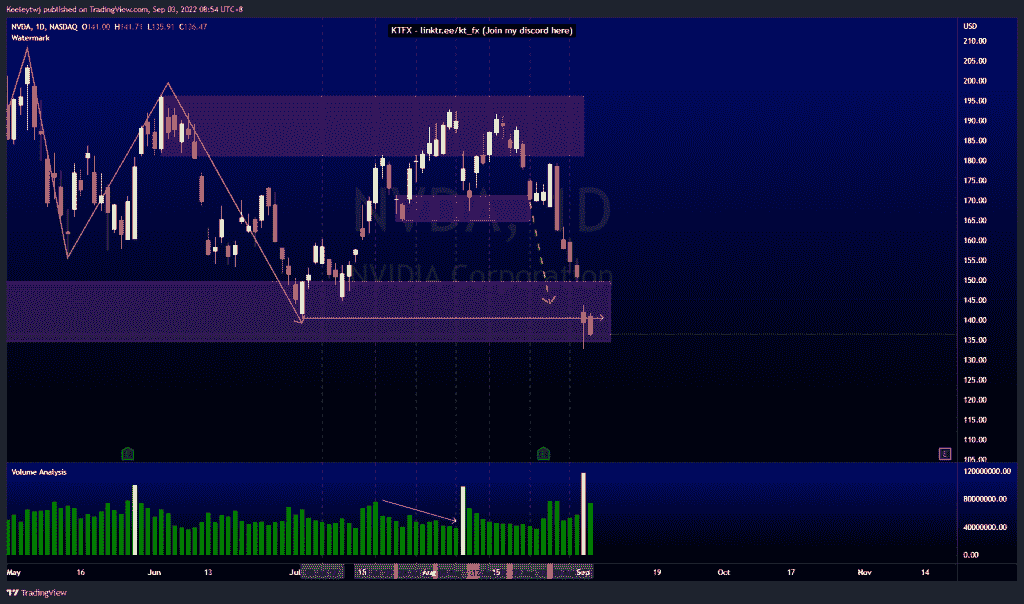 Keeseytwj published on TradingView.com, Sep 03, 2022 08:54 UTC+8
NVDA, 1D, NASDAQ O141.00 H141.71 L135.91 C136.47
Watermark
KTFX - linktr.ee/kt_fx (Join my discord here)
USD
210.00
205.00
200.00
195.00
190.00
185.00
180.00
175.00
170.00
165.00
160.00
155.00
150.00
145.00
140.00
135.00
130.00
125.00
120.00
115.00
110.00
105.00
NVDA, 1D
NVIDIA Corporation
Volume Analysis
120000000.00
80000000.00
40000000.00
0.00
May 16 Jun 13 Jul 15 Aug 15 Sep 19 Oct 17 Nov 14
TradingView